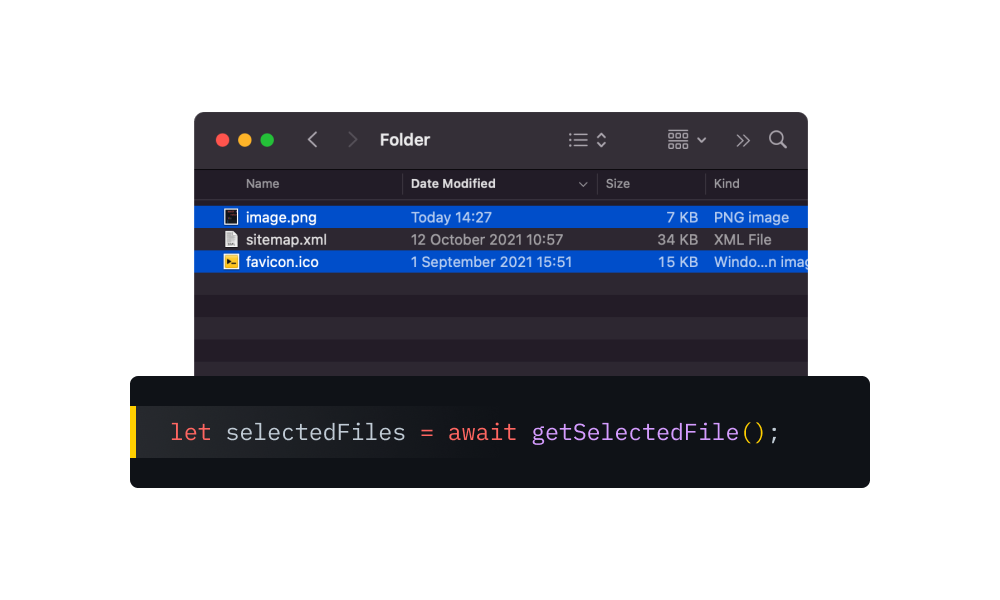 Folder
Name Date Modified Size Kind
image.png Today 14:27 7 KB PNG image
sitemap.xml 12 October 2021 10:57 34 KB XML File
favicon.ico 1 September 2021 15:51 15 KB Windo...n imag
let selectedFiles = await getSelectedFile();